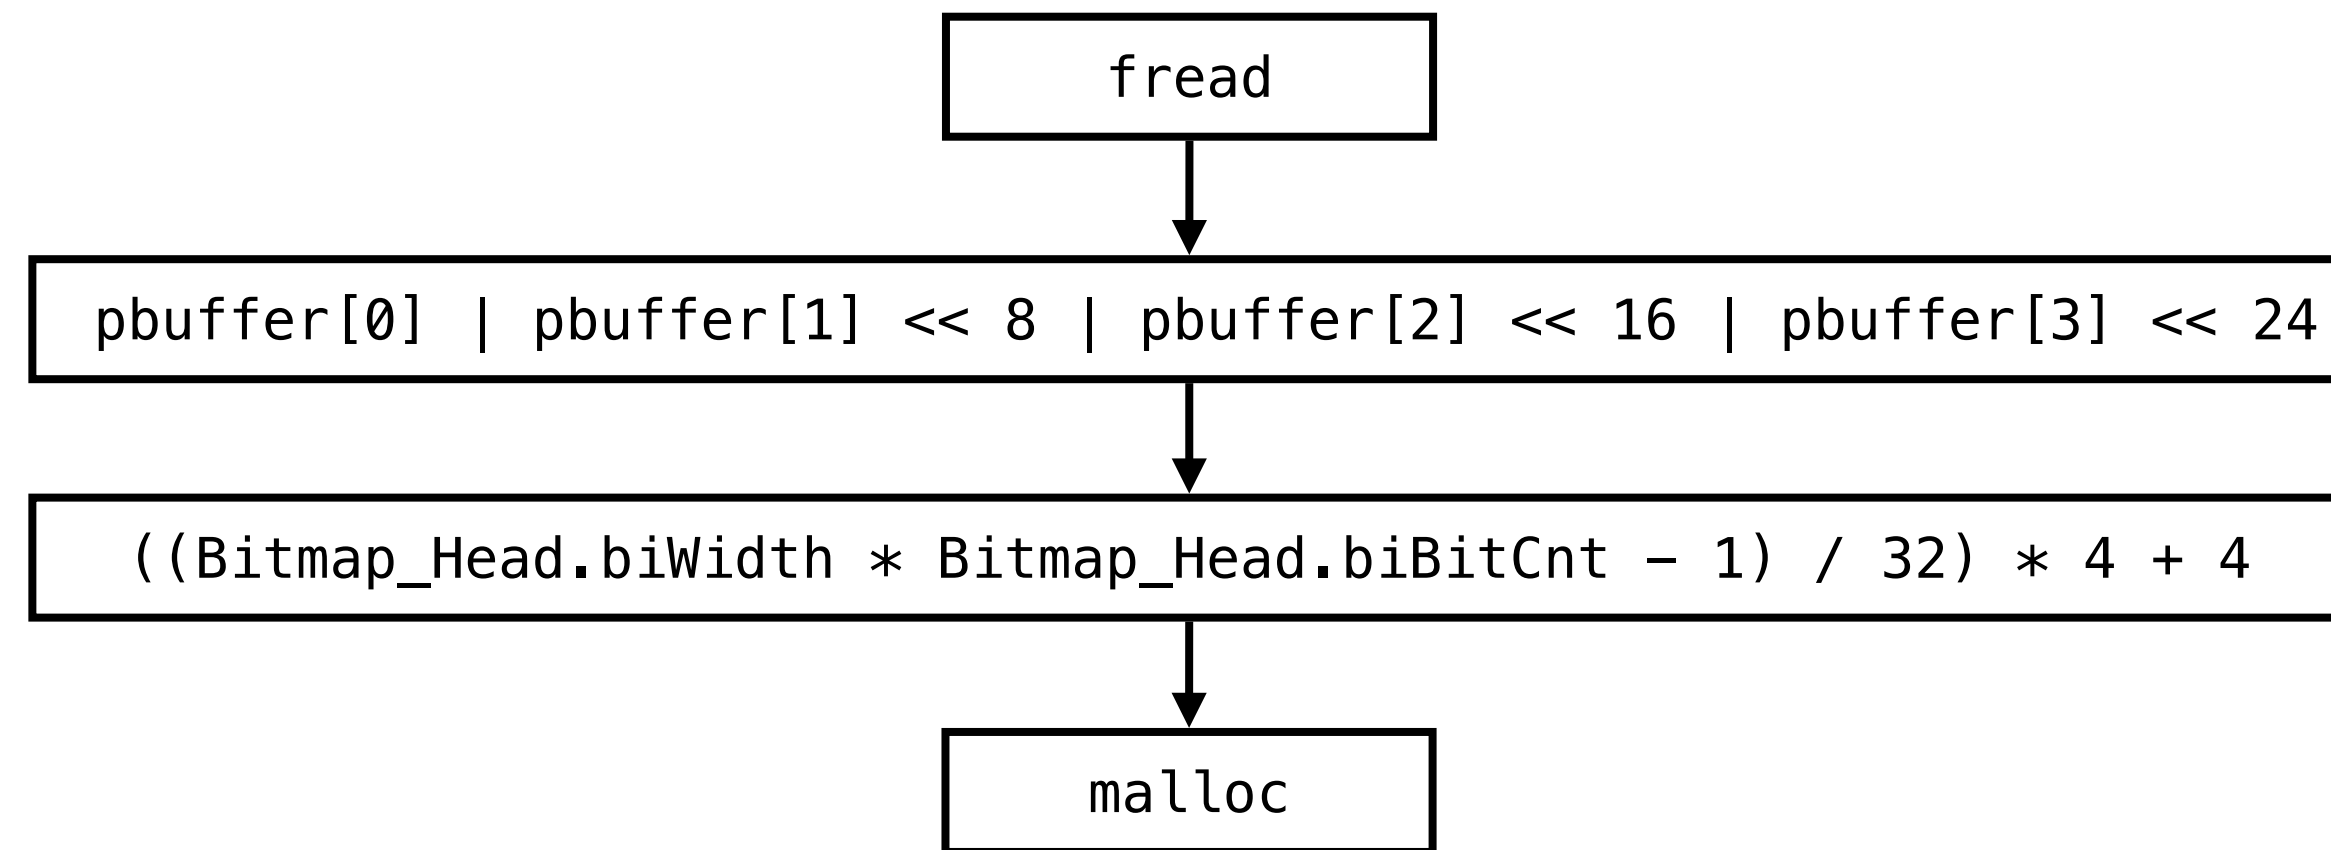 fread
pbuffer[0] | pbuffer[1] << 8 | pbuffer[2] << 16 | pbuffer[3] << 24
((Bitmap_Head.biWidth * Bitmap_Head.biBitCnt – 1) / 32) * 4 + 4
malloc